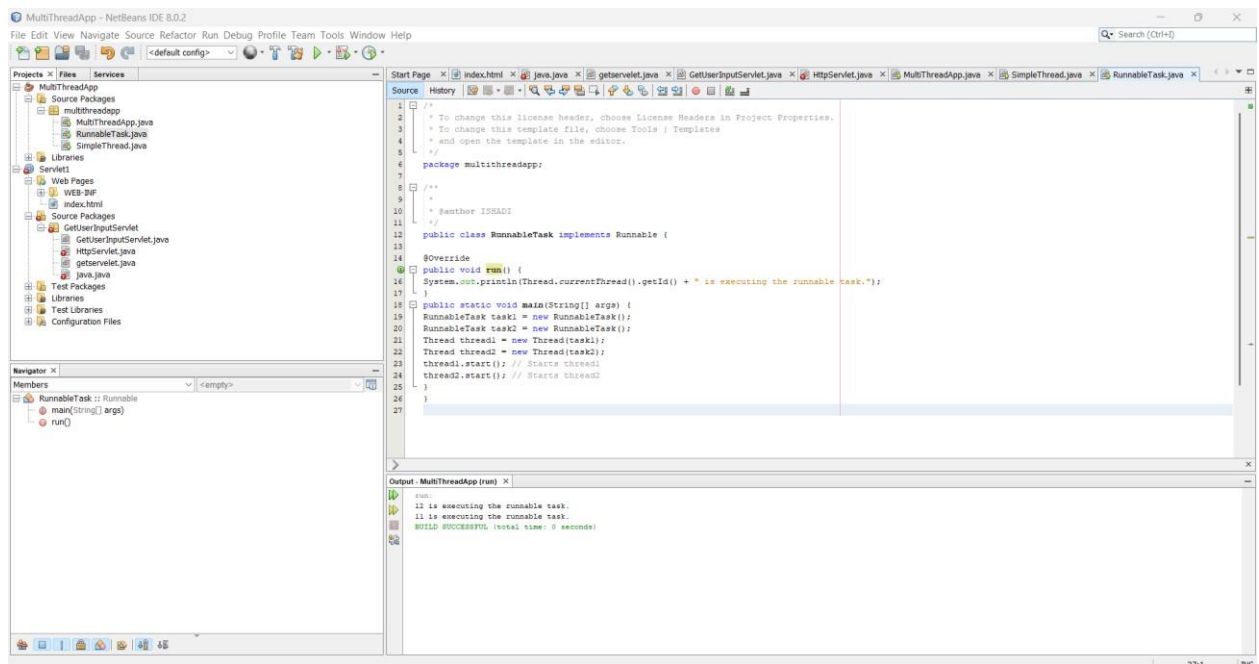 MultiThreadApp - NetBeans IDE 8.0.2
File Edit View Navigate Source Refactor Run Debug Profile Team Tools Window Help
Search (Ctrl+I)
<default config>
Projects Files Services
MultiThreadApp
Source Packages
multithreadapp
MultiThreadApp.java
RunnableTask.java
SimpleThread.java
Libraries
Servlet1
Web Pages
WEB-INF
index.html
Source Packages
GetUserInputServlet
GetUserInputServlet.java
HttpServlet.java
getservelet.java
java.java
Test Packages
Libraries
Test Libraries
Configuration Files
Navigator
Members <empty>
RunnableTask :: Runnable
main(String[] args)
run()
Start Page index.html java.java getservelet.java GetUserInputServlet.java HttpServlet.java MultiThreadApp.java SimpleThread.java RunnableTask.java
Source History
1 /*
2 * To change this license header, choose License Headers in Project Properties.
3 * To change this template file, choose Tools | Templates
4 * and open the template in the editor.
5 */
6 package multithreadapp;
7
8 /**
9 *
10 * @author ISHADI
11 */
12 public class RunnableTask implements Runnable {
13
14 @Override
public void run() {
16 System.out.println(Thread.currentThread().getId() + " is executing the runnable task.");
17 }
18 public static void main(String[] args) {
19 RunnableTask task1 = new RunnableTask();
20 RunnableTask task2 = new RunnableTask();
21 Thread thread1 = new Thread(task1);
22 Thread thread2 = new Thread(task2);
23 thread1.start(); // Starts thread1
24 thread2.start(); // Starts thread2
25 }
26 }
27
Output - MultiThreadApp (run)
run:
12 is executing the runnable task.
11 is executing the runnable task.
BUILD SUCCESSFUL (total time: 0 seconds)
27:1 INS